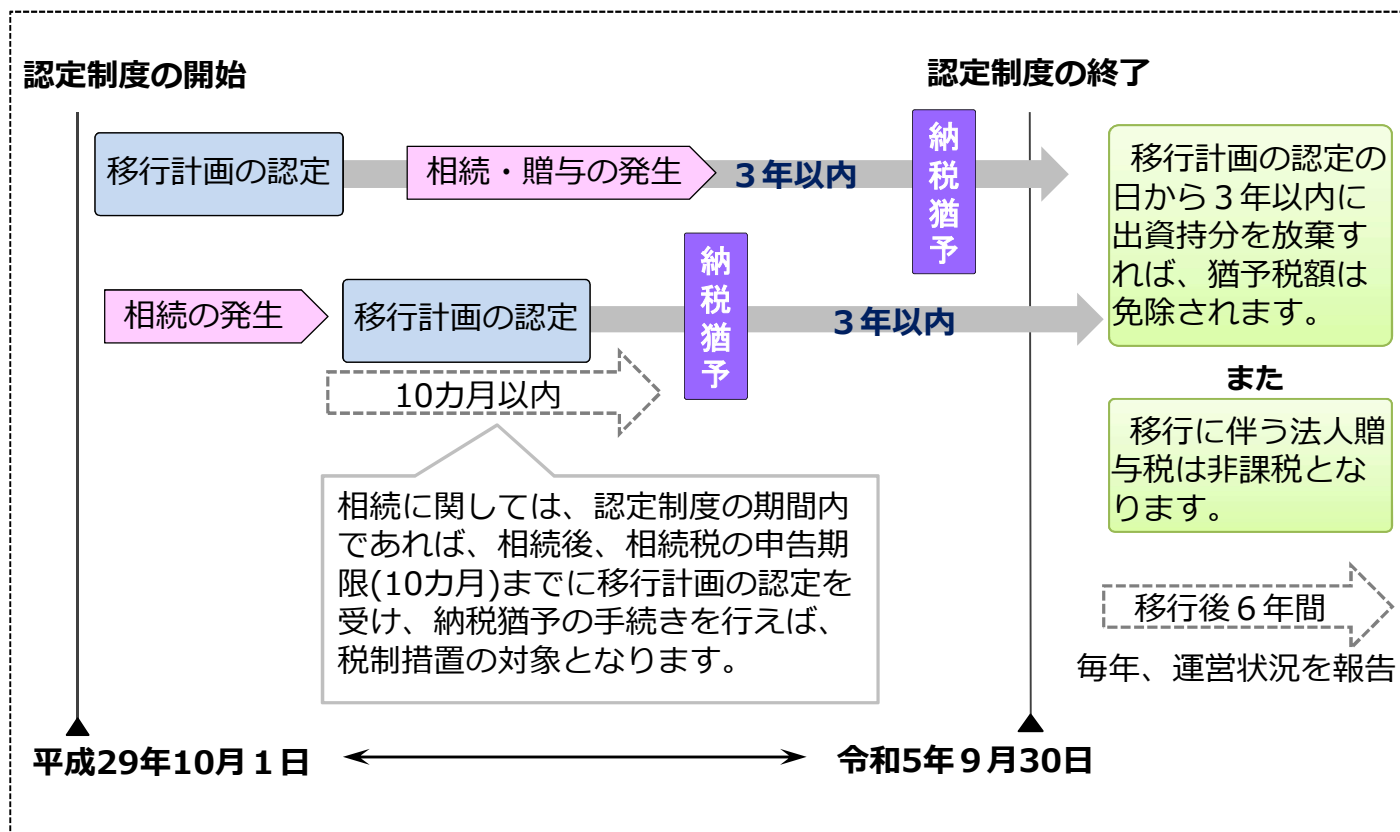 認定制度の開始
認定制度の終了
移行計画の認定
相続・贈与の発生
３年以内
納税猶予
相続の発生
移行計画の認定
納税猶予
３年以内
10カ月以内
相続に関しては、認定制度の期間内
であれば、相続後、相続税の申告期
限(10カ月)までに移行計画の認定を
受け、納税猶予の手続きを行えば、
税制措置の対象となります。
移行計画の認定の
日から３年以内に
出資持分を放棄す
れば、猶予税額は
免除されます。
また
移行に伴う法人贈
与税は非課税とな
ります。
移行後６年間
毎年、運営状況を報告
平成29年10月１日
令和5年９月30日